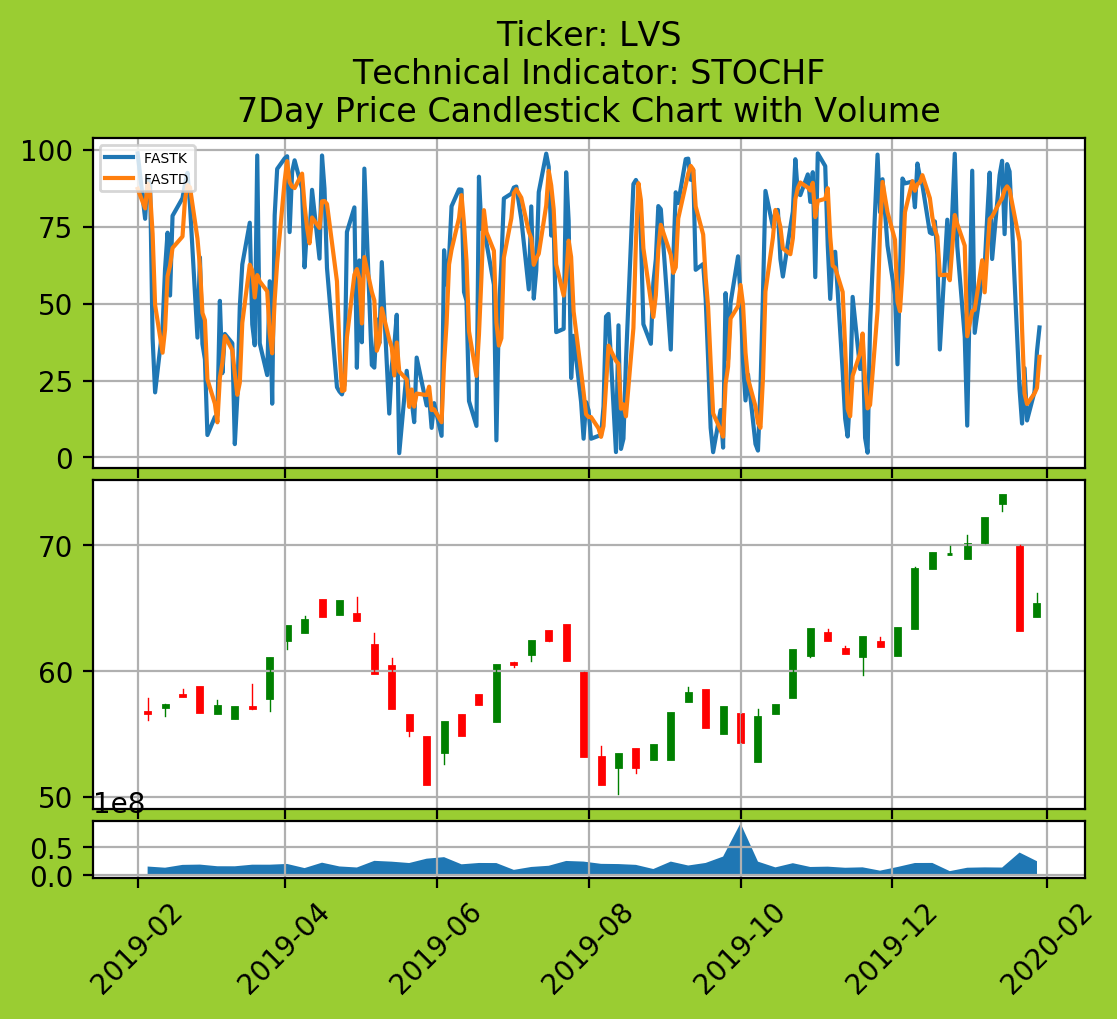 Ticker: LVS
Technical Indicator: STOCHF
7Day Price Candlestick Chart with Volume
100
75
50
25
0
FASTK
FASTD
70
60
50
1e8
0.5
0.0
2019-02
2019-04
2019-06
2019-08
2019-10
2019-12
2020-02